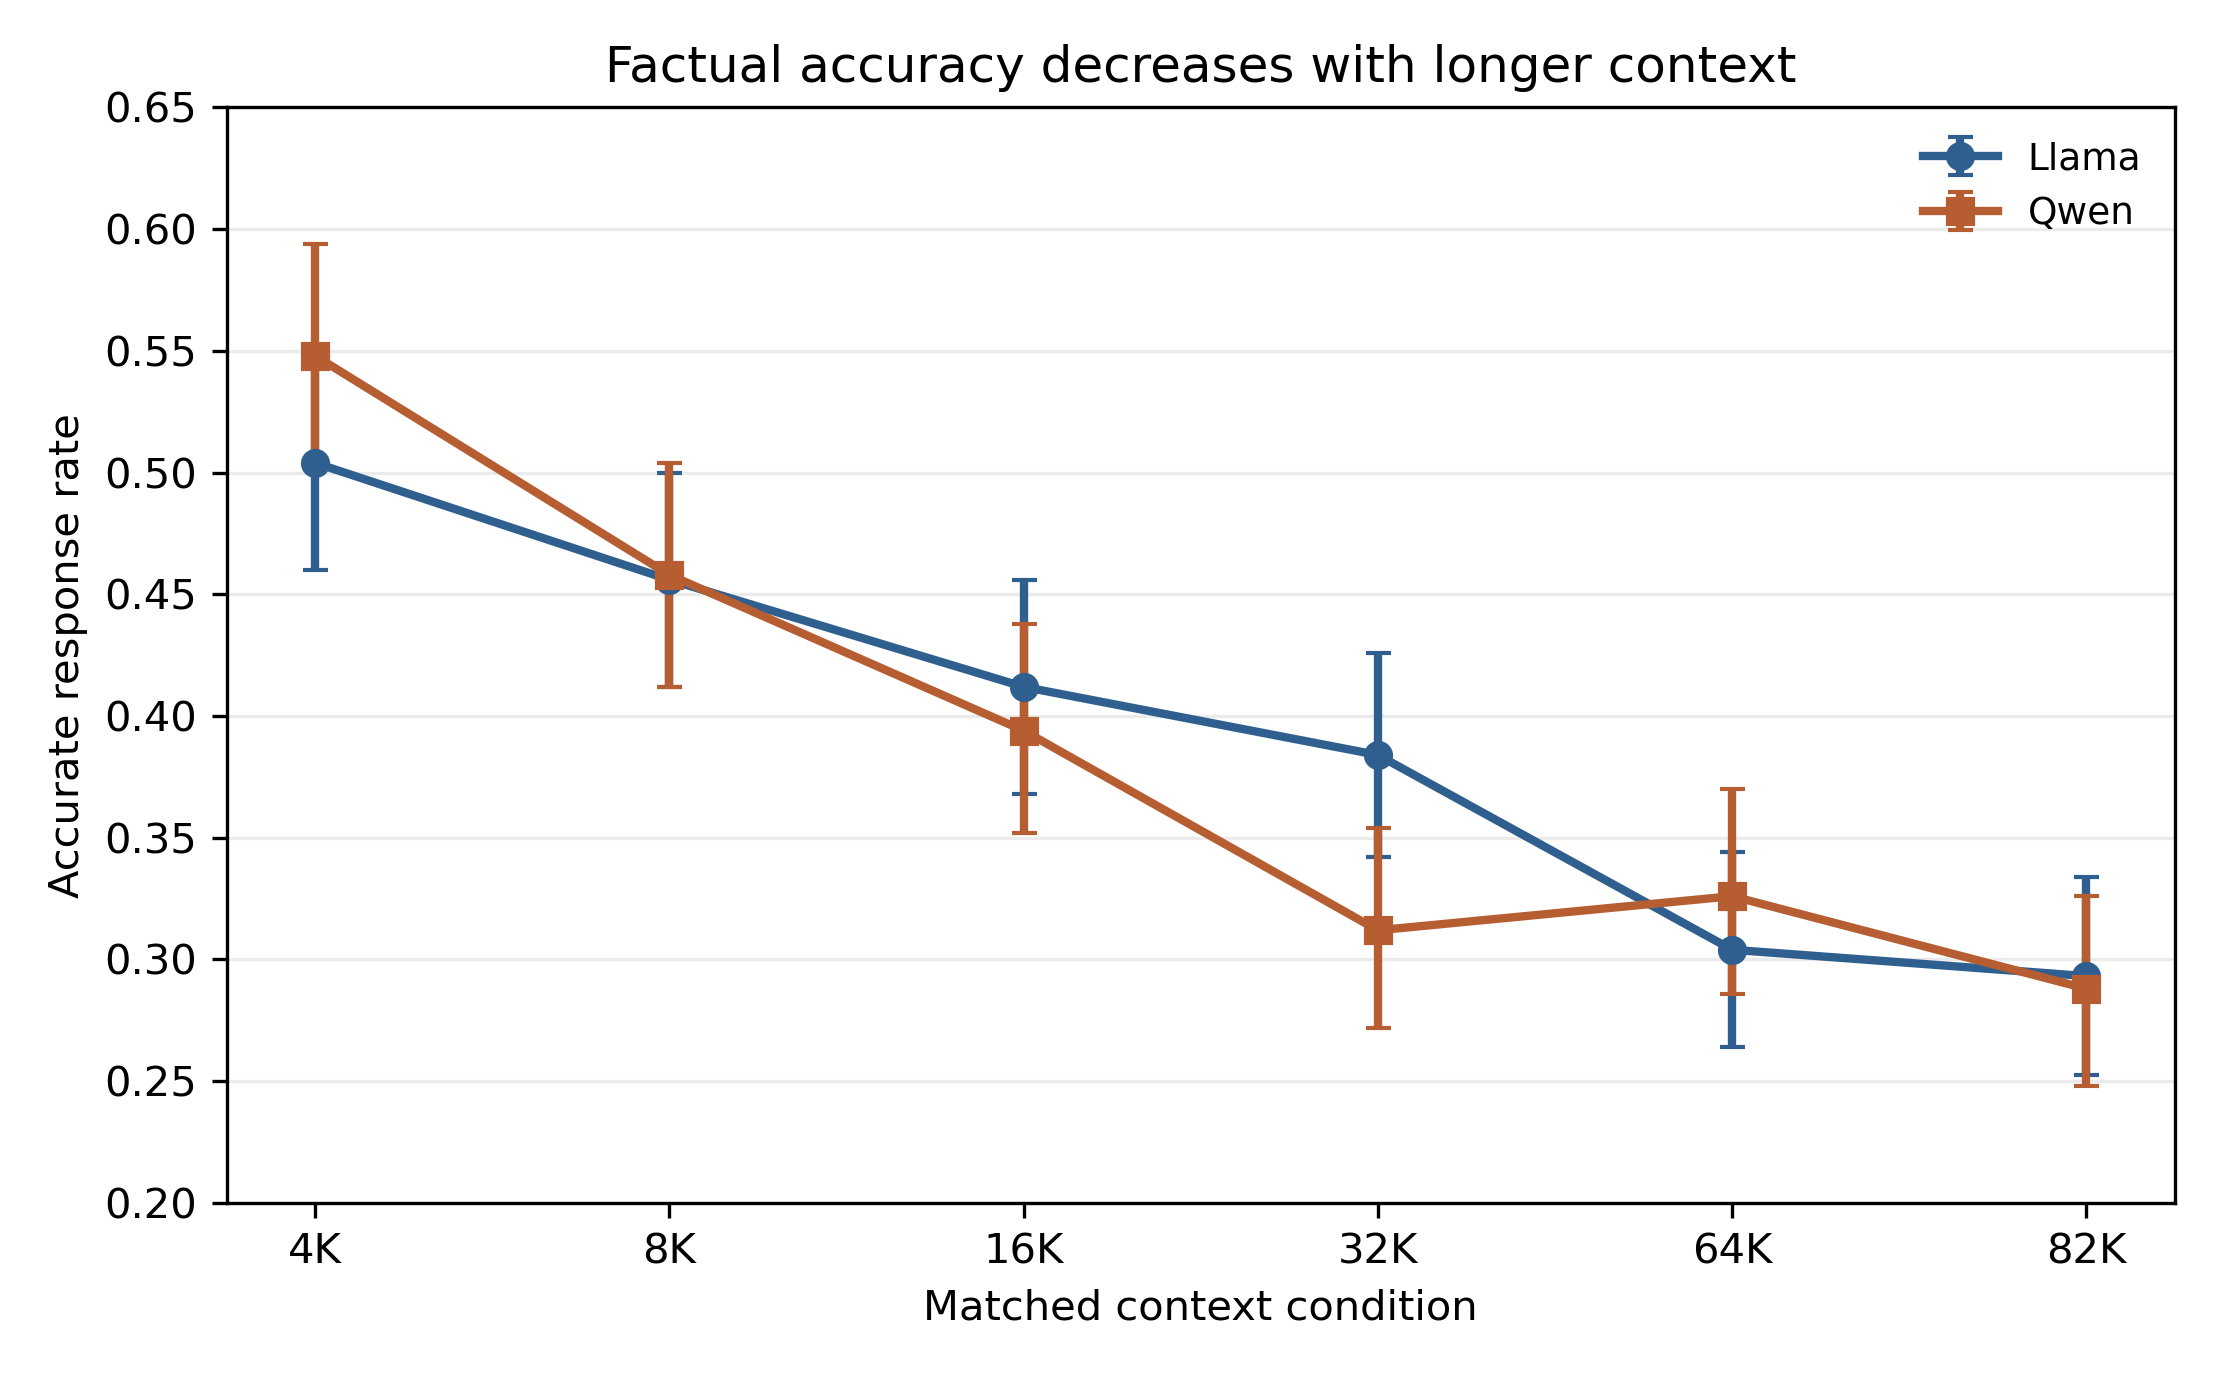 Factual accuracy decreases with longer context
0.65
0.60
0.55
0.50
0.45
0.40
0.35
0.30
0.25
0.20
Accurate response rate
Llama
Qwen
4K 8K 16K 32K 64K 82K
Matched context condition